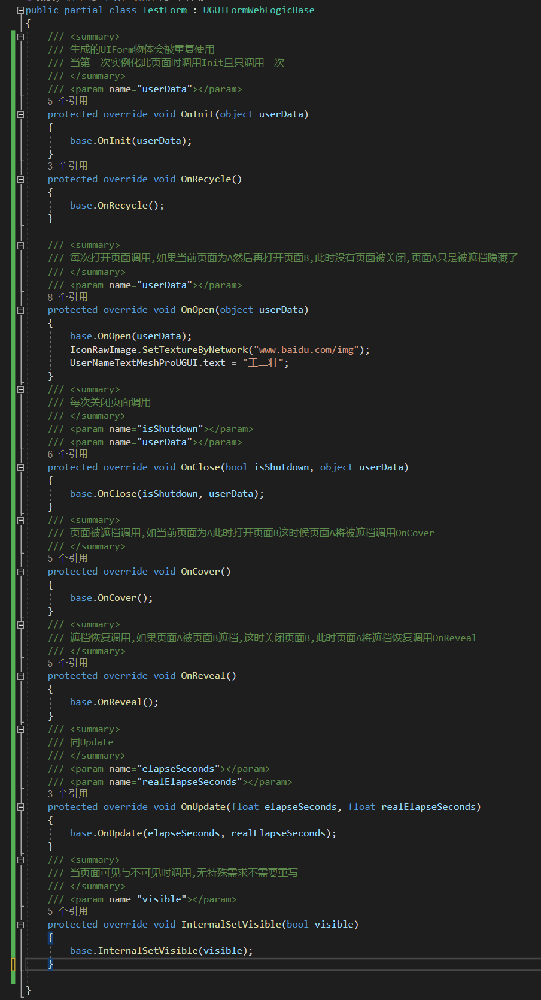 public partial class TestForm : UGUIFormWebLogicBase
{
/// <summary>
/// 生成的UIForm物体会被重复使用
/// 当第一次实例化此页面时调用Init且只调用一次
/// </summary>
/// <param name="userData"></param>
5 个引用
protected override void OnInit(object userData)
{
base.OnInit(userData);
}
3 个引用
protected override void OnRecycle()
{
base.OnRecycle();
}
/// <summary>
/// 每次打开页面调用,如果当前页面为A然后再打开页面B,此时没有页面被关闭,页面A只是被遮挡隐藏了
/// </summary>
/// <param name="userData"></param>
8 个引用
protected override void OnOpen(object userData)
{
base.OnOpen(userData);
IconRawImage.SetTextureByNetwork("www.baidu.com/img");
UserNameTextMeshProUGUI.text = "王二壮";
}
/// <summary>
/// 每次关闭页面调用
/// </summary>
/// <param name="isShutdown"></param>
/// <param name="userData"></param>
6 个引用
protected override void OnClose(bool isShutdown, object userData)
{
base.OnClose(isShutdown, userData);
}
/// <summary>
/// 页面被遮挡调用,如当前页面为A此时打开页面B这时候页面A将被遮挡调用OnCover
/// </summary>
5 个引用
protected override void OnCover()
{
base.OnCover();
}
/// <summary>
/// 遮挡恢复调用,如果页面A被页面B遮挡,这时关闭页面B,此时页面A将遮挡恢复调用OnReveal
/// </summary>
5 个引用
protected override void OnReveal()
{
base.OnReveal();
}
/// <summary>
/// 同Update
/// </summary>
/// <param name="elapseSeconds"></param>
/// <param name="realElapseSeconds"></param>
3 个引用
protected override void OnUpdate(float elapseSeconds, float realElapseSeconds)
{
base.OnUpdate(elapseSeconds, realElapseSeconds);
}
/// <summary>
/// 当页面可见与不可见时调用,无特殊需求不需要重写
/// </summary>
/// <param name="visible"></param>
5 个引用
protected override void InternalSetVisible(bool visible)
{
base.InternalSetVisible(visible);
}
}